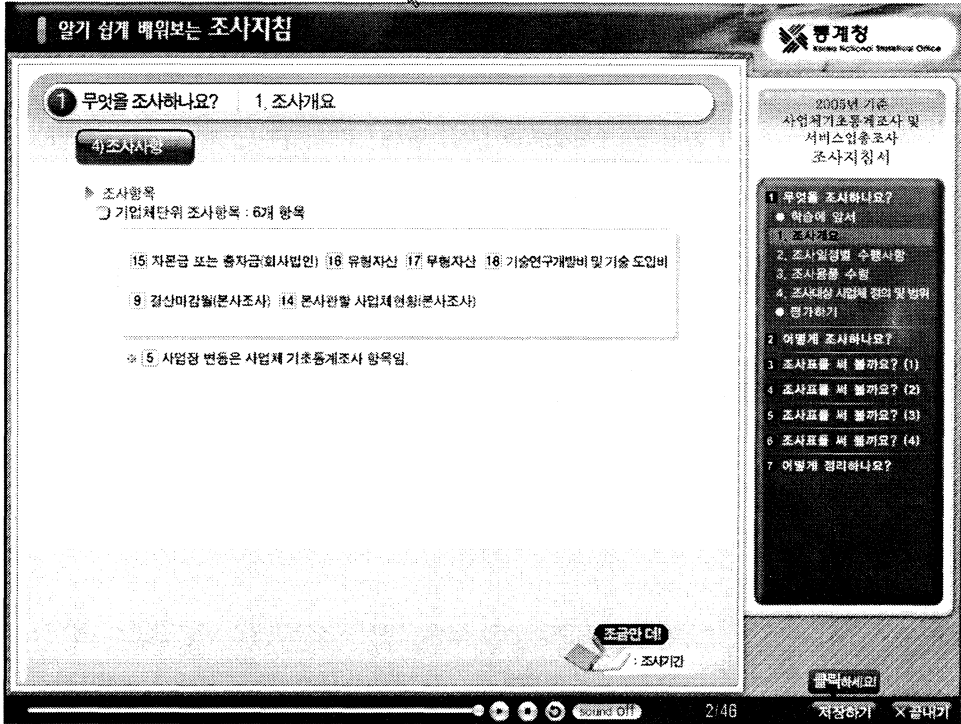 알기 쉽게 배워보는 조사지침
통계청
Korea National Statistical Office
1 무엇을 조사하나요? 1. 조사개요
4)조사사항
조사항목
기업체단위 조사항목 : 6개 항목
15 자본금 또는 출자금(회사법인) 16 유형자산 17 무형자산 18 기술연구개발비 및 기술 도입비
9 결산마감월(본사조사) 14 본사관할 사업체현황(본사조사)
※ 5 사업장 변동은 사업체 기초통계조사 항목임.
조금만 더!
: 조사기간
2005년 기준
사업체기초통계조사 및
서비스업총조사
조사지침서
1 무엇을 조사하나요?
● 학습에 앞서
1. 조사개요
2. 조사일정별 수행사항
3. 조사용품 수령
4. 조사대상 사업체 정의 및 범위
● 평가하기
2 어떻게 조사하나요?
3 조사표를 써 볼까요? (1)
4 조사표를 써 볼까요? (2)
5 조사표를 써 볼까요? (3)
6 조사표를 써 볼까요? (4)
7 어떻게 정리하나요?
클릭하세요!
sound off
2/46
저장하기
X 끝내기